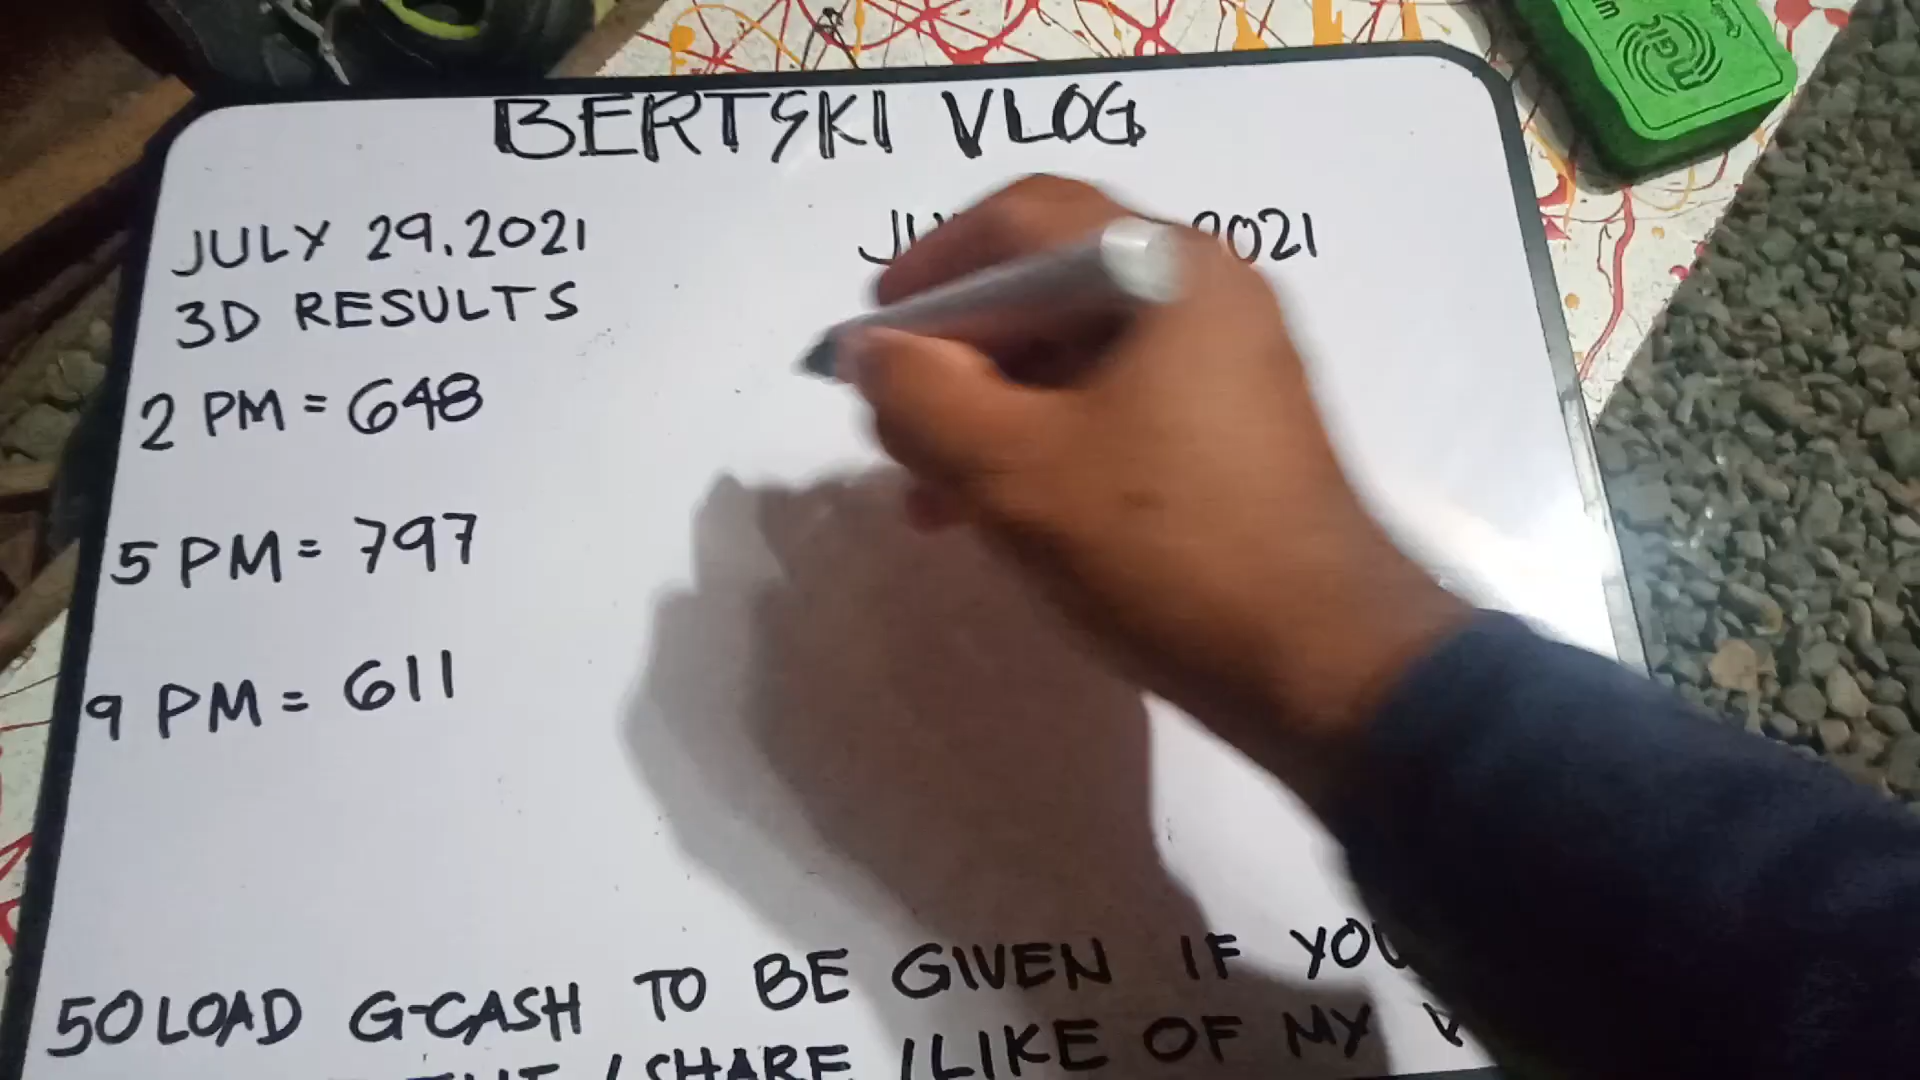 BERTSKI VLOG
JULY 29.2021
3D RESULTS
2 PM = 648
5 PM = 797
9 PM = 611
2021
50 LOAD G-CASH TO BE GIVEN IF YOU
/ SHARE / LIKE OF MY